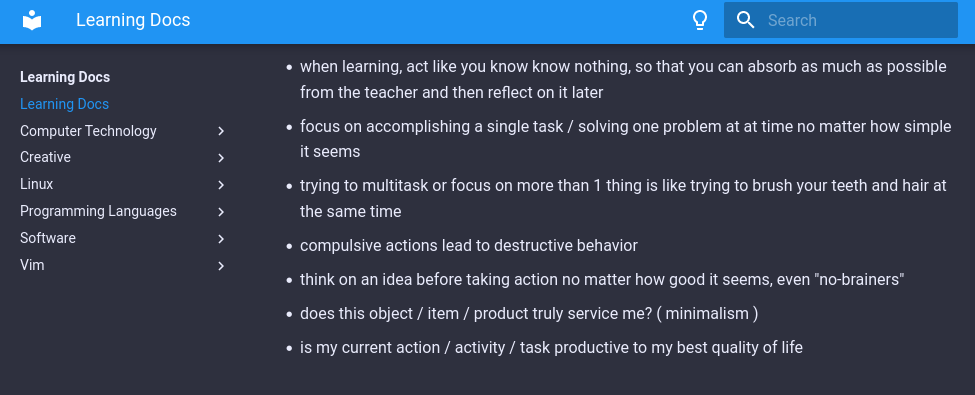 Learning Docs
Search
Learning Docs
Learning Docs
Computer Technology
Creative
Linux
Programming Languages
Software
Vim
• when learning, act like you know know nothing, so that you can absorb as much as possible
from the teacher and then reflect on it later
• focus on accomplishing a single task / solving one problem at at time no matter how simple
it seems
• trying to multitask or focus on more than 1 thing is like trying to brush your teeth and hair at
the same time
• compulsive actions lead to destructive behavior
• think on an idea before taking action no matter how good it seems, even "no-brainers"
• does this object / item / product truly service me? ( minimalism )
• is my current action / activity / task productive to my best quality of life